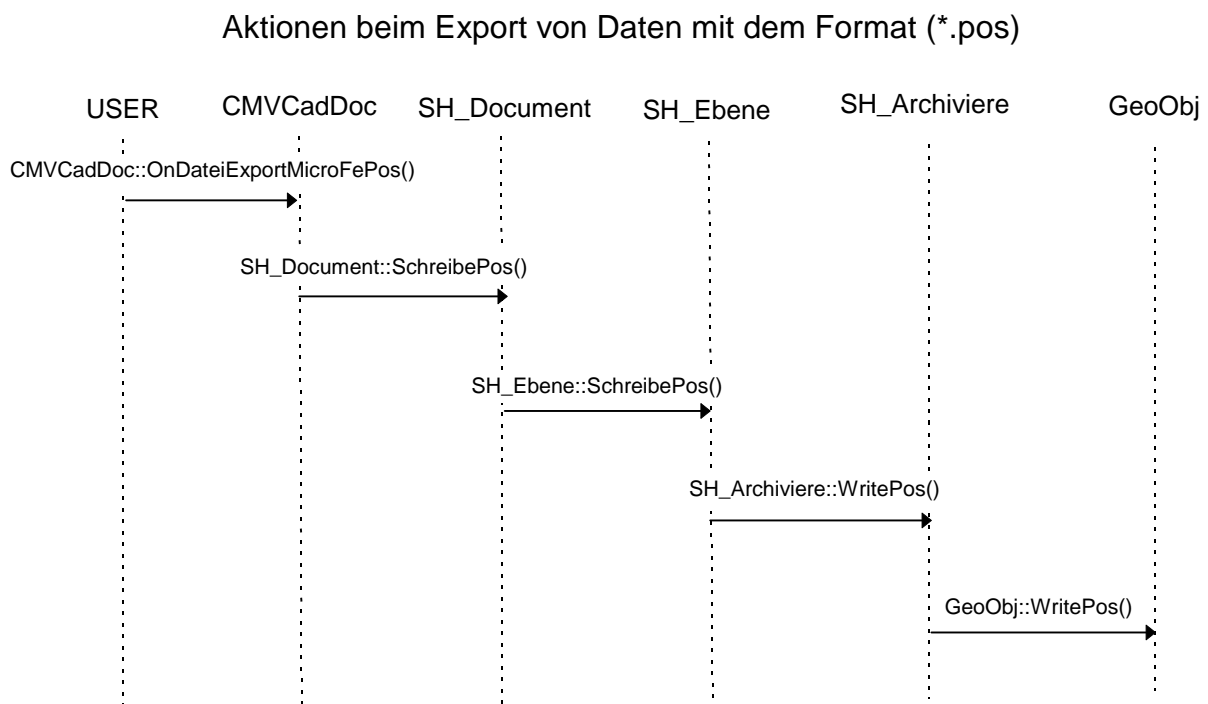 Aktionen beim Export von Daten mit dem Format (*.pos)
USER CMVCadDoc SH_Document SH_Ebene SH_Archiviere GeoObj
CMVCadDoc::OnDateiExportMicroFePos()
SH_Document::SchreibePos()
SH_Ebene::SchreibePos()
SH_Archiviere::WritePos()
GeoObj::WritePos()